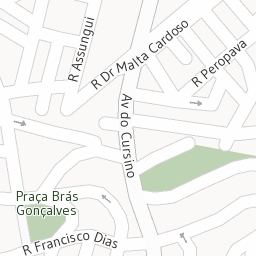 R Assungui
R Dr Malta Cardoso
R Peropava
Av do Cursino
Praça Brás
Gonçalves
R Francisco Dias